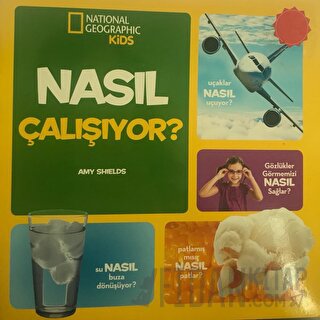 NATIONAL
GEOGRAPHIC
KiDS
NASIL
ÇALIŞIYOR?
AMY SHIELDS
uçaklar
NASIL
uçuyor?
Gözlükler
Görmemizi
NASIL
Sağlar?
su NASIL
buza
dönüşüyor?
patlamış
mısır
NASIL
patlar?